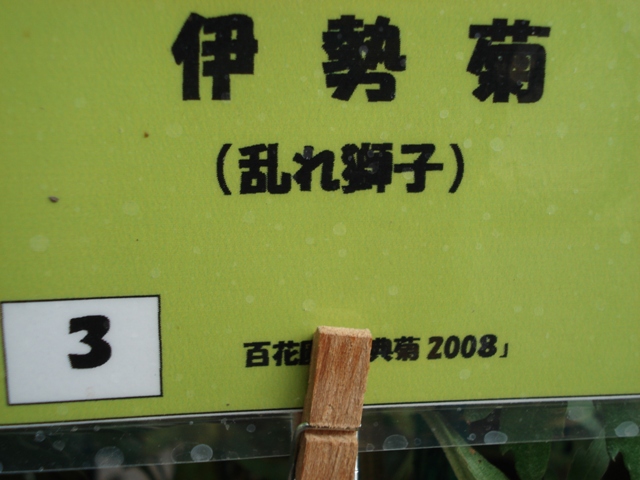 伊勢菊
(乱れ獅子)
3
百花 典菊 2008」